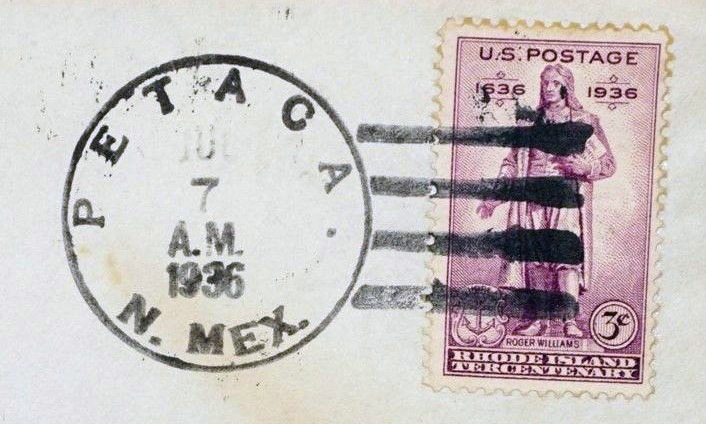 PETACA.
7
A.M.
1936
N. MEX.
U.S. POSTAGE
1636 1936
3¢
ROGER WILLIAMS
RHODE ISLAND
TERCENTENARY